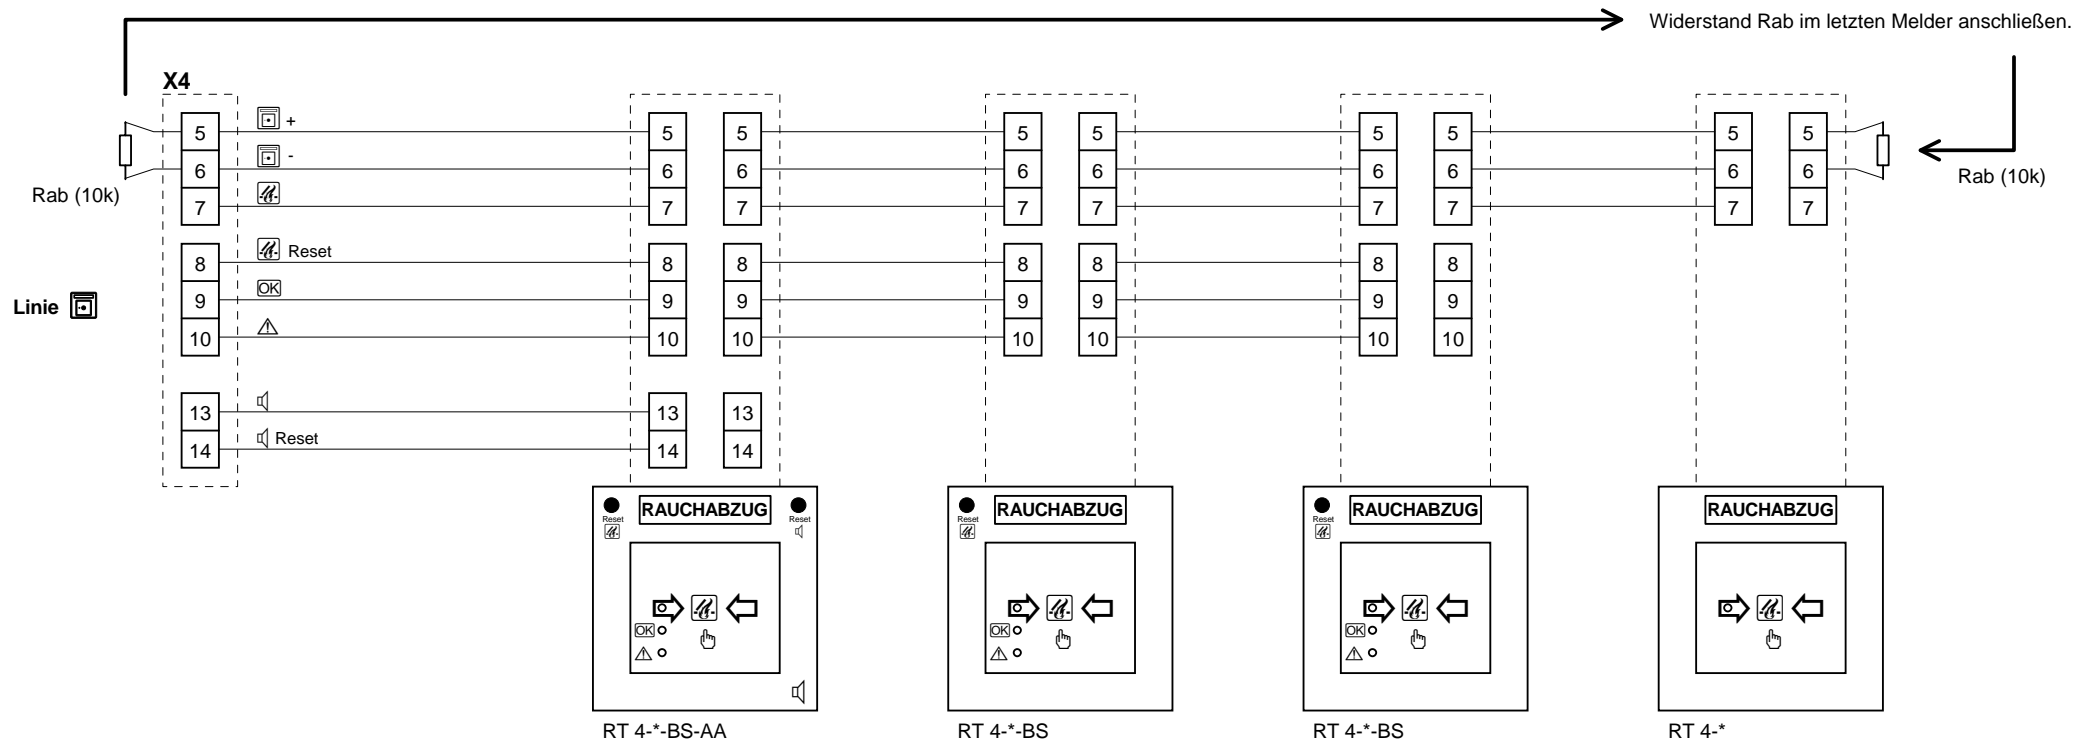 Widerstand Rab im letzten Melder anschließen.
X4
5 + 5 5 5 5 5 5 5 5
6 - 6 6 6 6 6 6 6 6
Rab (10k) Rab (10k)
7 7 7 7 7 7 7 7 7
8 Reset 8 8 8 8 8 8
Linie
9 OK 9 9 9 9 9 9
10 10 10 10 10 10 10
13 13 13
14 Reset 14 14
RAUCHABZUG RAUCHABZUG RAUCHABZUG RAUCHABZUG
Reset Reset Reset Reset
OK OK OK
RT 4-*-BS-AA RT 4-*-BS RT 4-*-BS RT 4-*